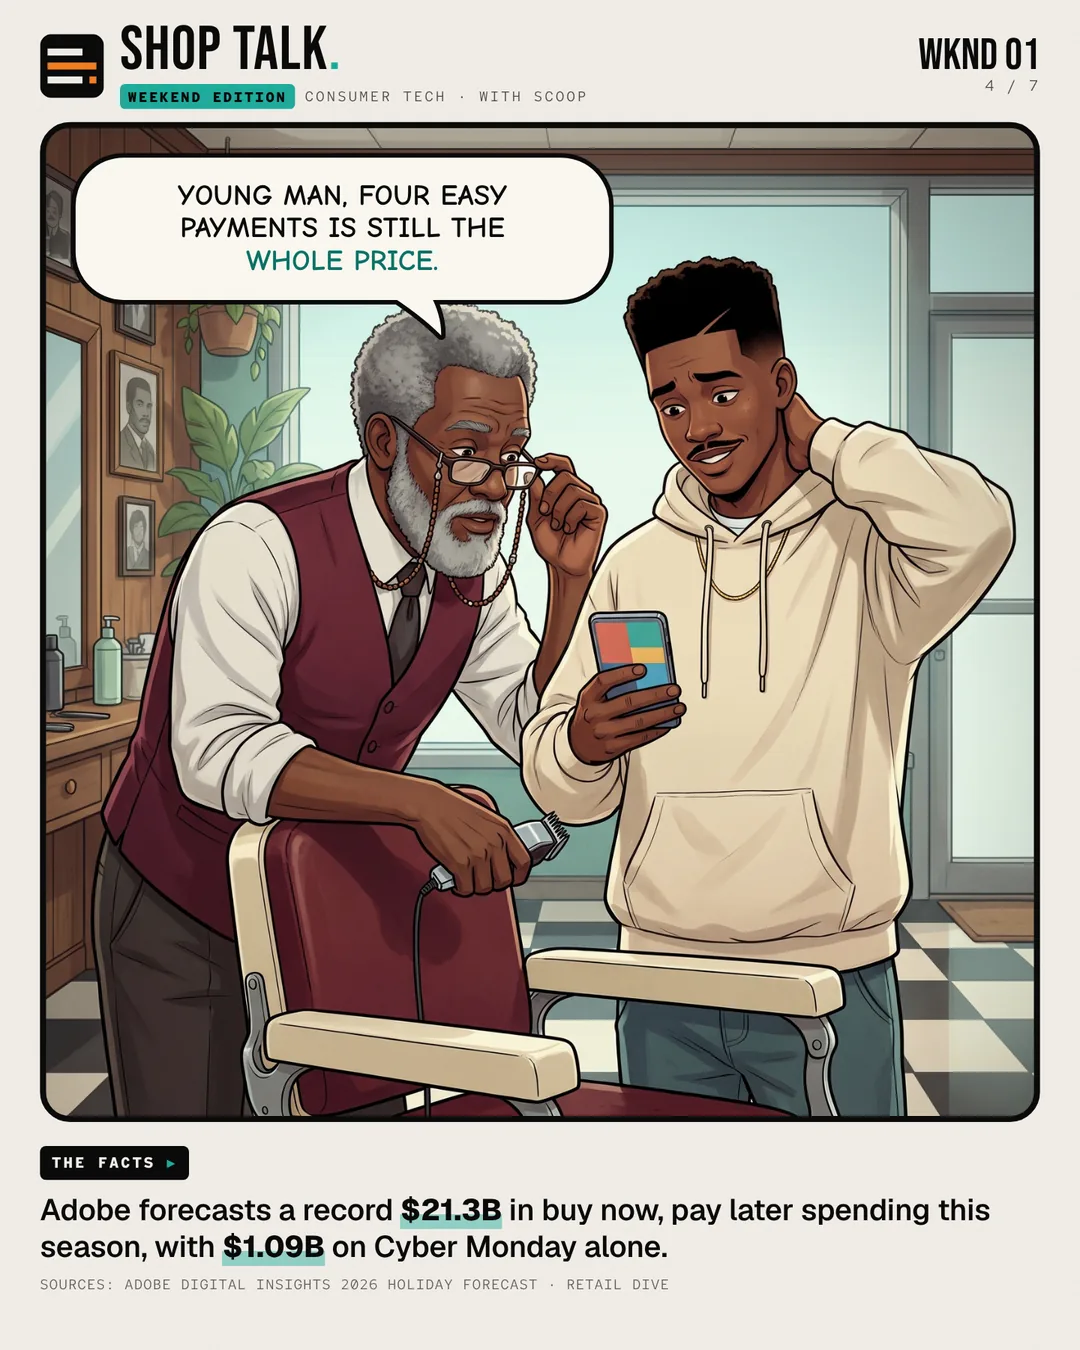 SHOP TALK.
WEEKEND EDITION CONSUMER TECH · WITH SCOOP
WKND 01
4 / 7
YOUNG MAN, FOUR EASY
PAYMENTS IS STILL THE
WHOLE PRICE.
THE FACTS ▸
Adobe forecasts a record $21.3B in buy now, pay later spending this
season, with $1.09B on Cyber Monday alone.
SOURCES: ADOBE DIGITAL INSIGHTS 2026 HOLIDAY FORECAST · RETAIL DIVE